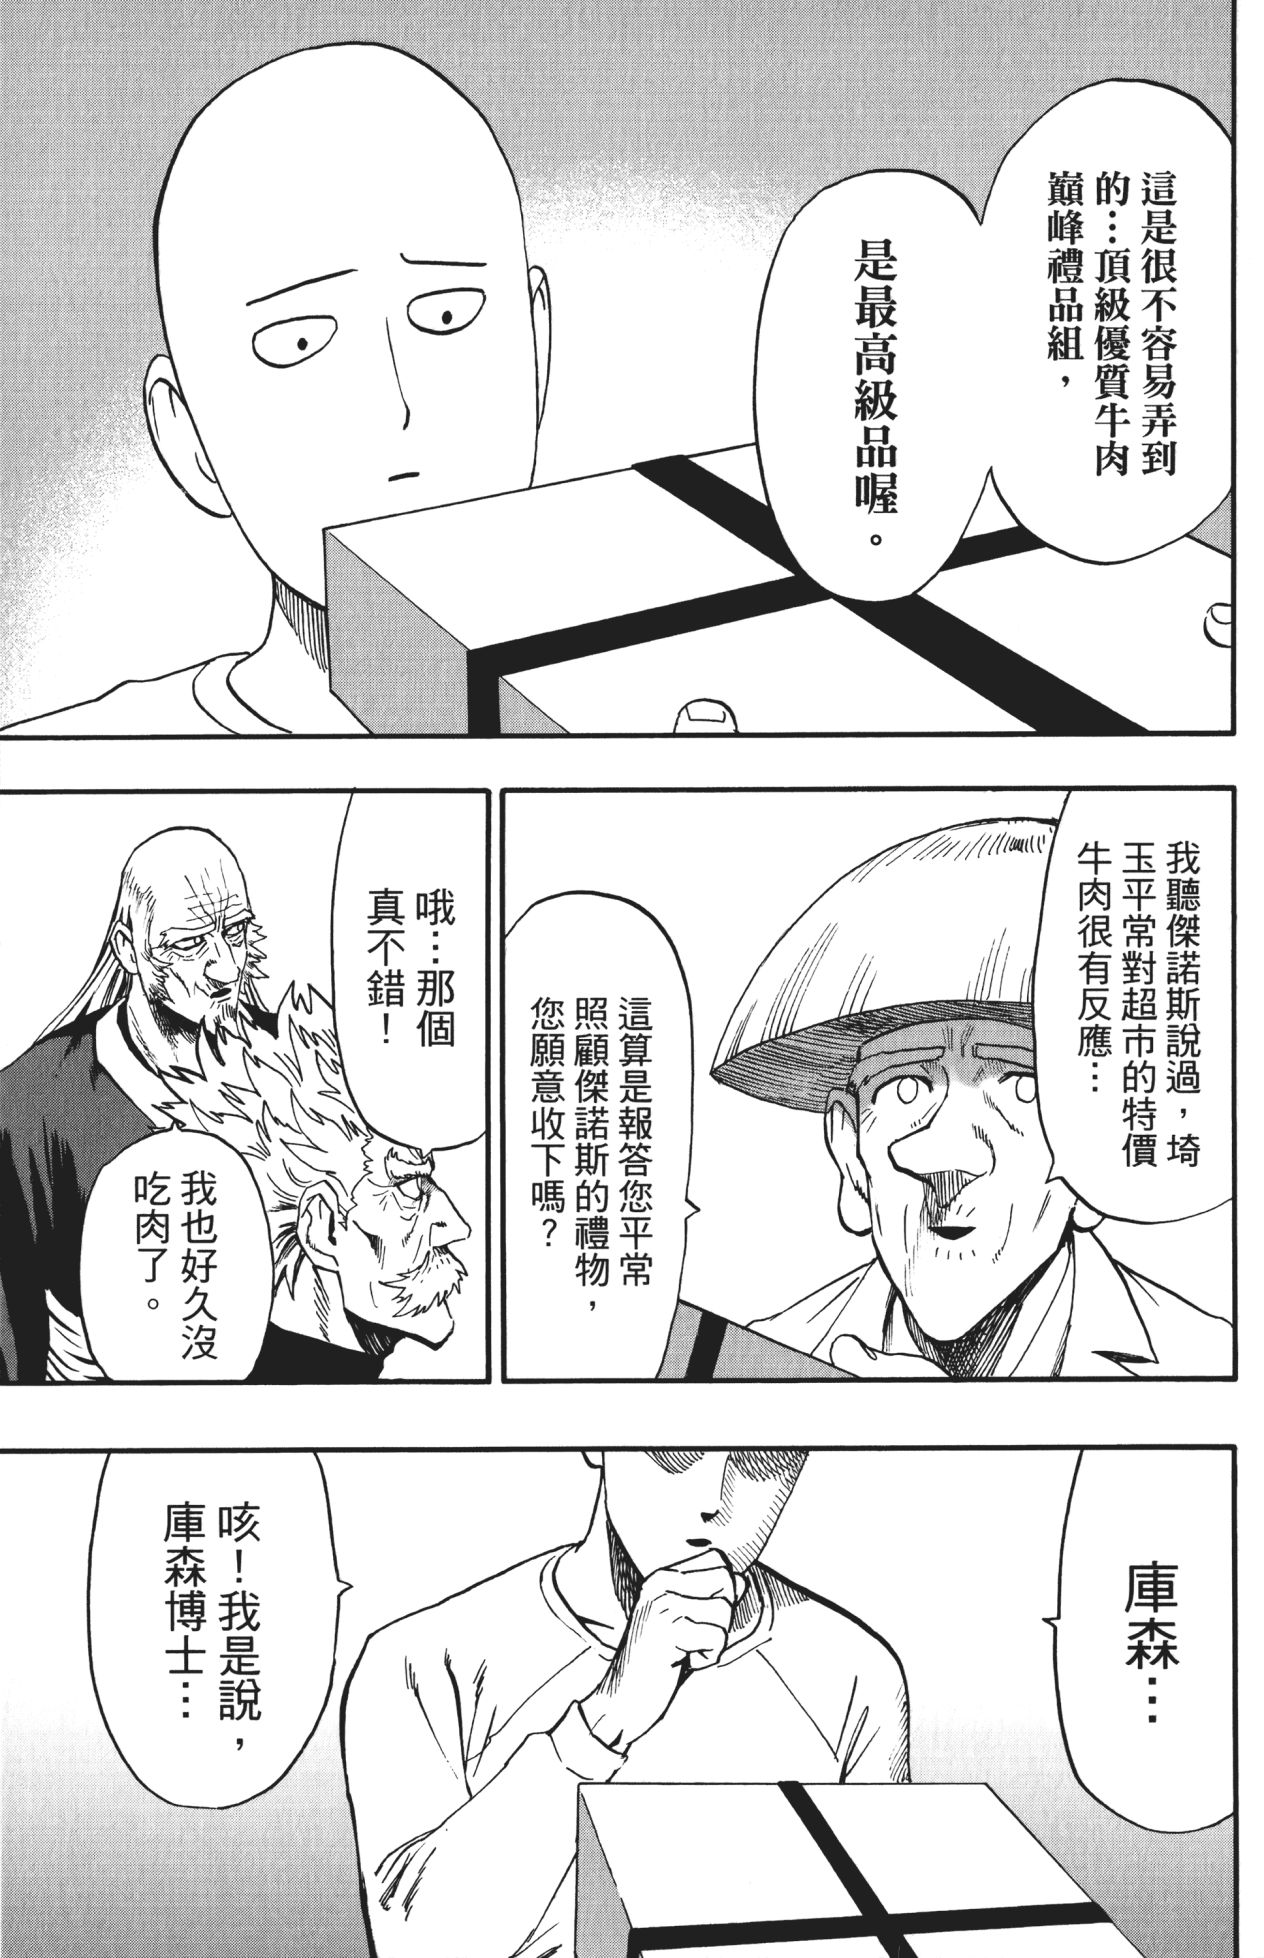 這是很不容易弄到
的…頂級優質牛肉
巔峰禮品組，
是最高級品喔。
我聽傑諾斯說過，埼
玉平常對超市的特價
牛肉很有反應…
這算是報答您平常
照顧傑諾斯的禮物，
您願意收下嗎？
哦…那個
真不錯！
我也好久沒
吃肉了。
庫森…
咳！我是說，
庫森博士…